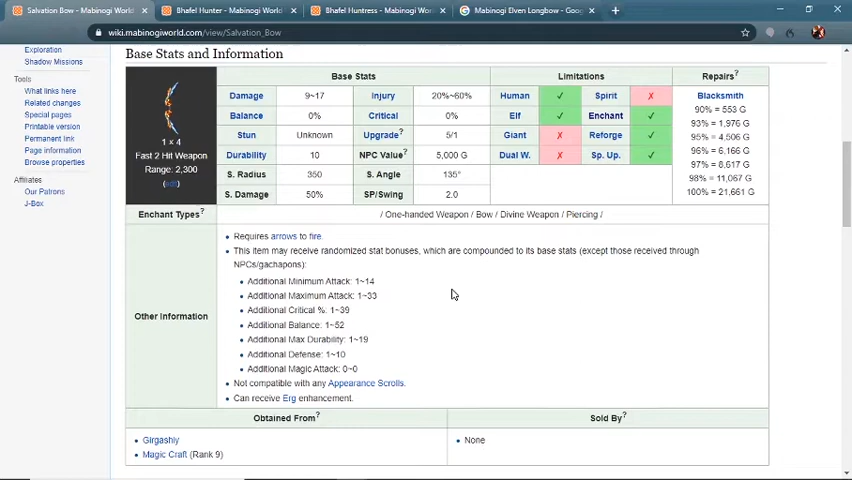 Salvation Bow - Mabinogi World W
Bhafel Hunter - Mabinogi World W
Bhafel Huntress - Mabinogi World
Mabinogi Elven Longbow - Goog
wiki.mabinogiworld.com/view/Salvation_Bow
Exploration
Shadow Missions
Tools
What links here
Related changes
Special pages
Printable version
Permanent link
Page information
Browse properties
Affiliates
Our Patrons
J-Box
Base Stats and Information
1 × 4
Fast 2 Hit Weapon
Range: 2,300
(edit)
Base Stats Limitations Repairs?
Damage 9~17 Injury 20%~60% Human ✓ Spirit ✗ Blacksmith
Balance 0% Critical 0% Elf ✓ Enchant ✓
Stun Unknown Upgrade? 5/1 Giant ✗ Reforge ✓
Durability 10 NPC Value? 5,000 G Dual W. ✗ Sp. Up. ✓
S. Radius 350 S. Angle 135°
S. Damage 50% SP/Swing 2.0
90% = 553 G
93% = 1,976 G
95% = 4,506 G
96% = 6,166 G
97% = 8,617 G
98% = 11,067 G
100% = 21,661 G
Enchant Types? / One-handed Weapon / Bow / Divine Weapon / Piercing /
Other Information
Requires arrows to fire.
This item may receive randomized stat bonuses, which are compounded to its base stats (except those received through
NPCs/gachapons):
Additional Minimum Attack: 1~14
Additional Maximum Attack: 1~33
Additional Critical %: 1~39
Additional Balance: 1~52
Additional Max Durability: 1~19
Additional Defense: 1~10
Additional Magic Attack: 0~0
Not compatible with any Appearance Scrolls.
Can receive Erg enhancement.
Obtained From? Sold By?
Girgashiy
Magic Craft (Rank 9)
None